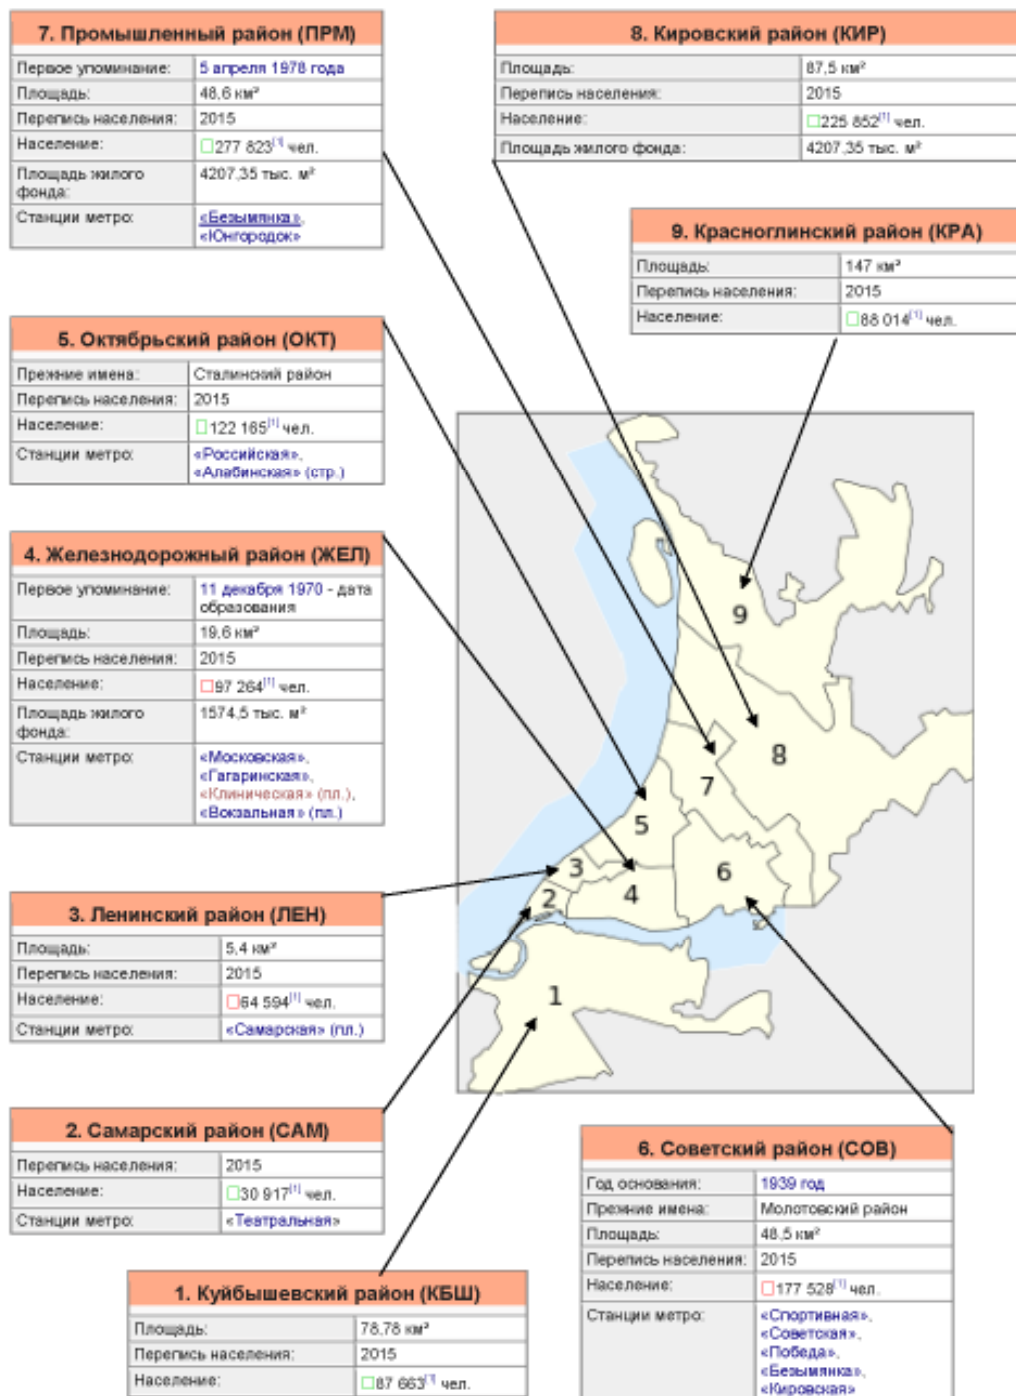 7. Промышленный район (ПРМ)
Первое упоминание: 5 апреля 1978 года
Площадь: 48,6 км²
Перепись населения: 2015
Население: 277 823[1] чел.
Площадь жилого фонда: 4207,35 тыс. м²
Станции метро: «Безымянка»,
«Юнгородок»
8. Кировский район (КИР)
Площадь: 87,5 км²
Перепись населения: 2015
Население: 225 852[1] чел.
Площадь жилого фонда: 4207,35 тыс. м²
9. Красноглинский район (КРА)
Площадь: 147 км²
Перепись населения: 2015
Население: 88 014[1] чел.
5. Октябрьский район (ОКТ)
Прежние имена: Сталинский район
Перепись населения: 2015
Население: 122 165[1] чел.
Станции метро: «Российская»,
«Алабинская» (стр.)
4. Железнодорожный район (ЖЕЛ)
Первое упоминание: 11 декабря 1970 - дата
образования
Площадь: 19,6 км²
Перепись населения: 2015
Население: 97 264[1] чел.
Площадь жилого фонда: 1574,5 тыс. м²
Станции метро: «Московская»,
«Гагаринская»,
«Клиническая» (пл.),
«Вокзальная» (пл.)
3. Ленинский район (ЛЕН)
Площадь: 5,4 км²
Перепись населения: 2015
Население: 64 594[1] чел.
Станции метро: «Самарская» (пл.)
2. Самарский район (САМ)
Перепись населения: 2015
Население: 30 917[1] чел.
Станции метро: «Театральная»
1. Куйбышевский район (КБШ)
Площадь: 78,78 км²
Перепись населения: 2015
Население: 87 663[1] чел.
6. Советский район (СОВ)
Год основания: 1939 год
Прежние имена: Молотовский район
Площадь: 48,5 км²
Перепись населения: 2015
Население: 177 528[1] чел.
Станции метро: «Спортивная»,
«Советская»,
«Победа»,
«Безымянка»,
«Кировская»
9
8
7
5
6
3
4
2
1